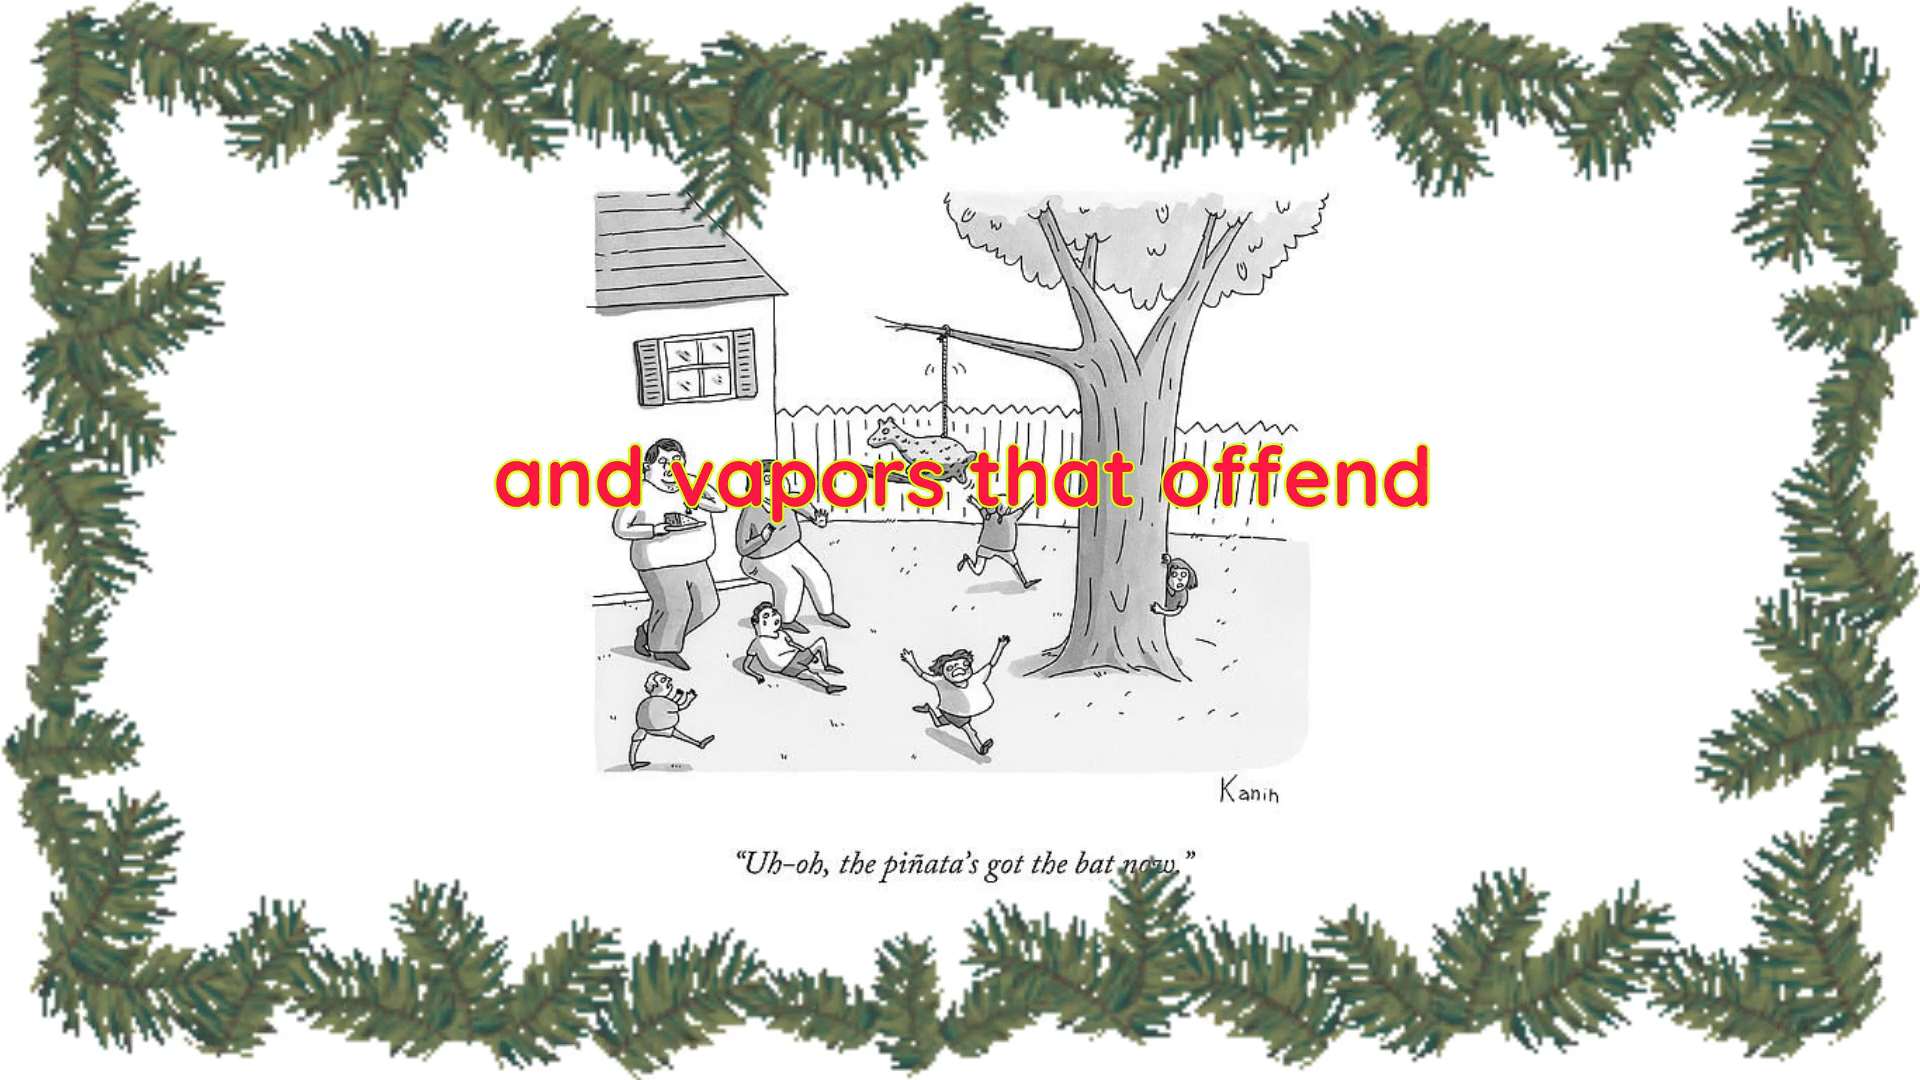 and vapors that offend
Kanin
“Uh–oh, the piñata’s got the bat now.”